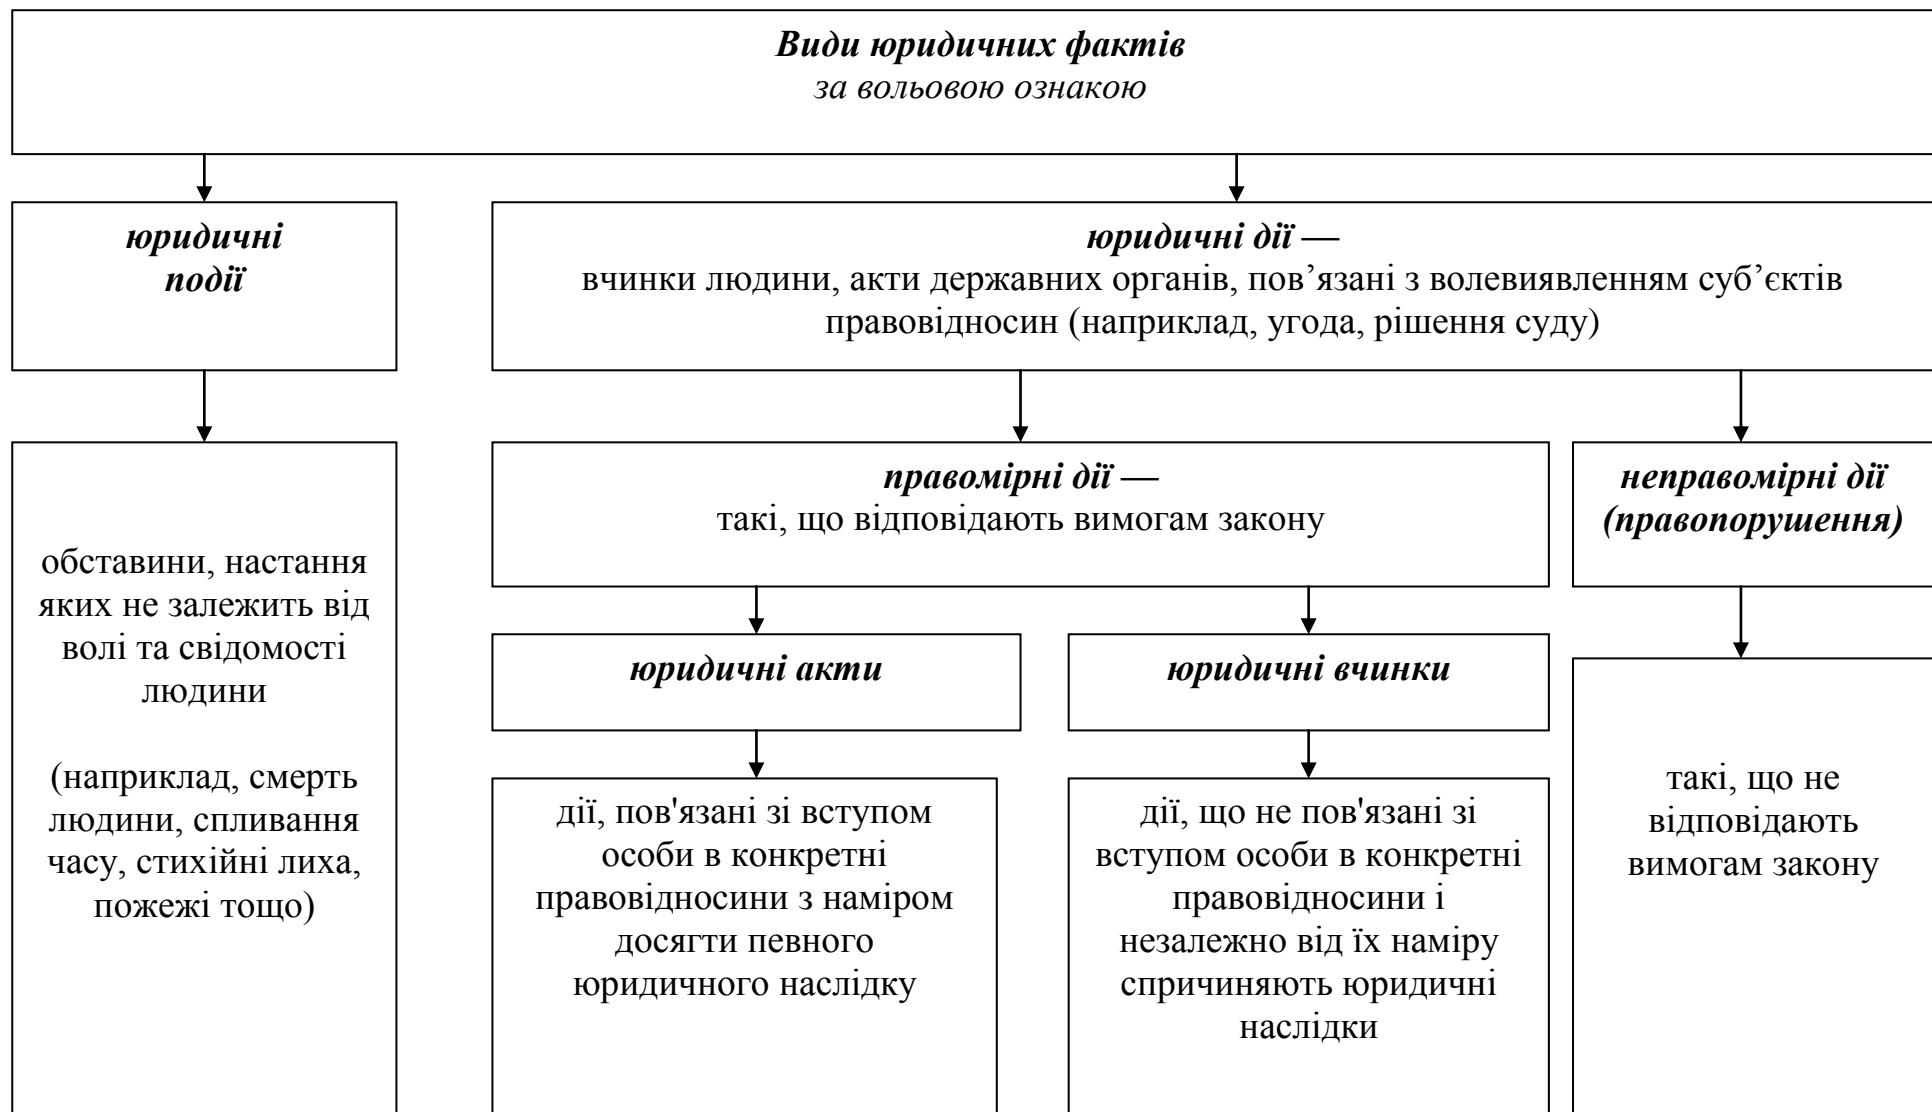 Види юридичних фактів
за вольовою ознакою
юридичні
події
юридичні дії —
вчинки людини, акти державних органів, пов’язані з волевиявленням суб’єктів
правовідносин (наприклад, угода, рішення суду)
обставини, настання
яких не залежить від
волі та свідомості
людини
(наприклад, смерть
людини, спливання
часу, стихійні лиха,
пожежі тощо)
правомірні дії —
такі, що відповідають вимогам закону
неправомірні дії
(правопорушення)
юридичні акти
юридичні вчинки
дії, пов'язані зі вступом
особи в конкретні
правовідносини з наміром
досягти певного
юридичного наслідку
дії, що не пов'язані зі
вступом особи в конкретні
правовідносини і
незалежно від їх наміру
спричиняють юридичні
наслідки
такі, що не
відповідають
вимогам закону